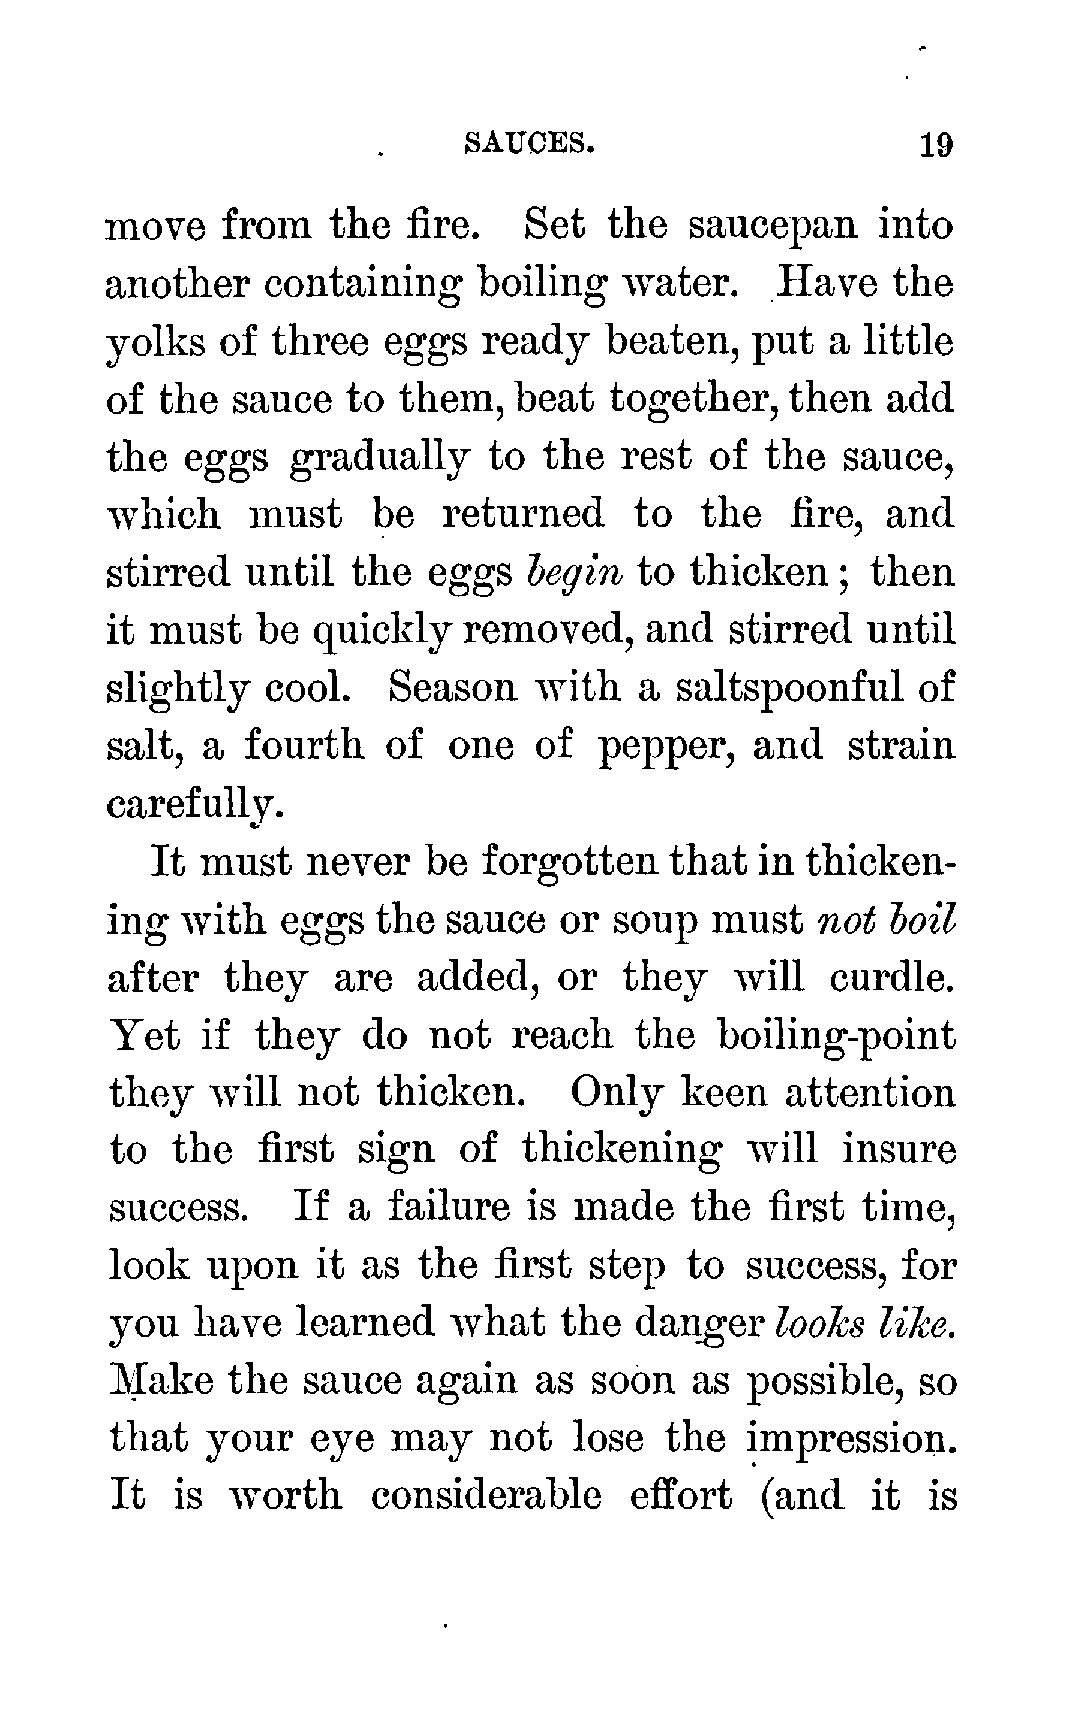 SAUCES. 19
move from the fire. Set the saucepan into
another containing boiling water. Have the
yolks of three eggs ready beaten, put a little
of the sauce to them, beat together, then add
the eggs gradually to the rest of the sauce,
which must be returned to the fire, and
stirred until the eggs begin to thicken; then
it must be quickly removed, and stirred until
slightly cool. Season with a saltspoonful of
salt, a fourth of one of pepper, and strain
carefully.
It must never be forgotten that in thicken-
ing with eggs the sauce or soup must not boil
after they are added, or they will curdle.
Yet if they do not reach the boiling-point
they will not thicken. Only keen attention
to the first sign of thickening will insure
success. If a failure is made the first time,
look upon it as the first step to success, for
you have learned what the danger looks like.
Make the sauce again as soon as possible, so
that your eye may not lose the impression.
It is worth considerable effort (and it is